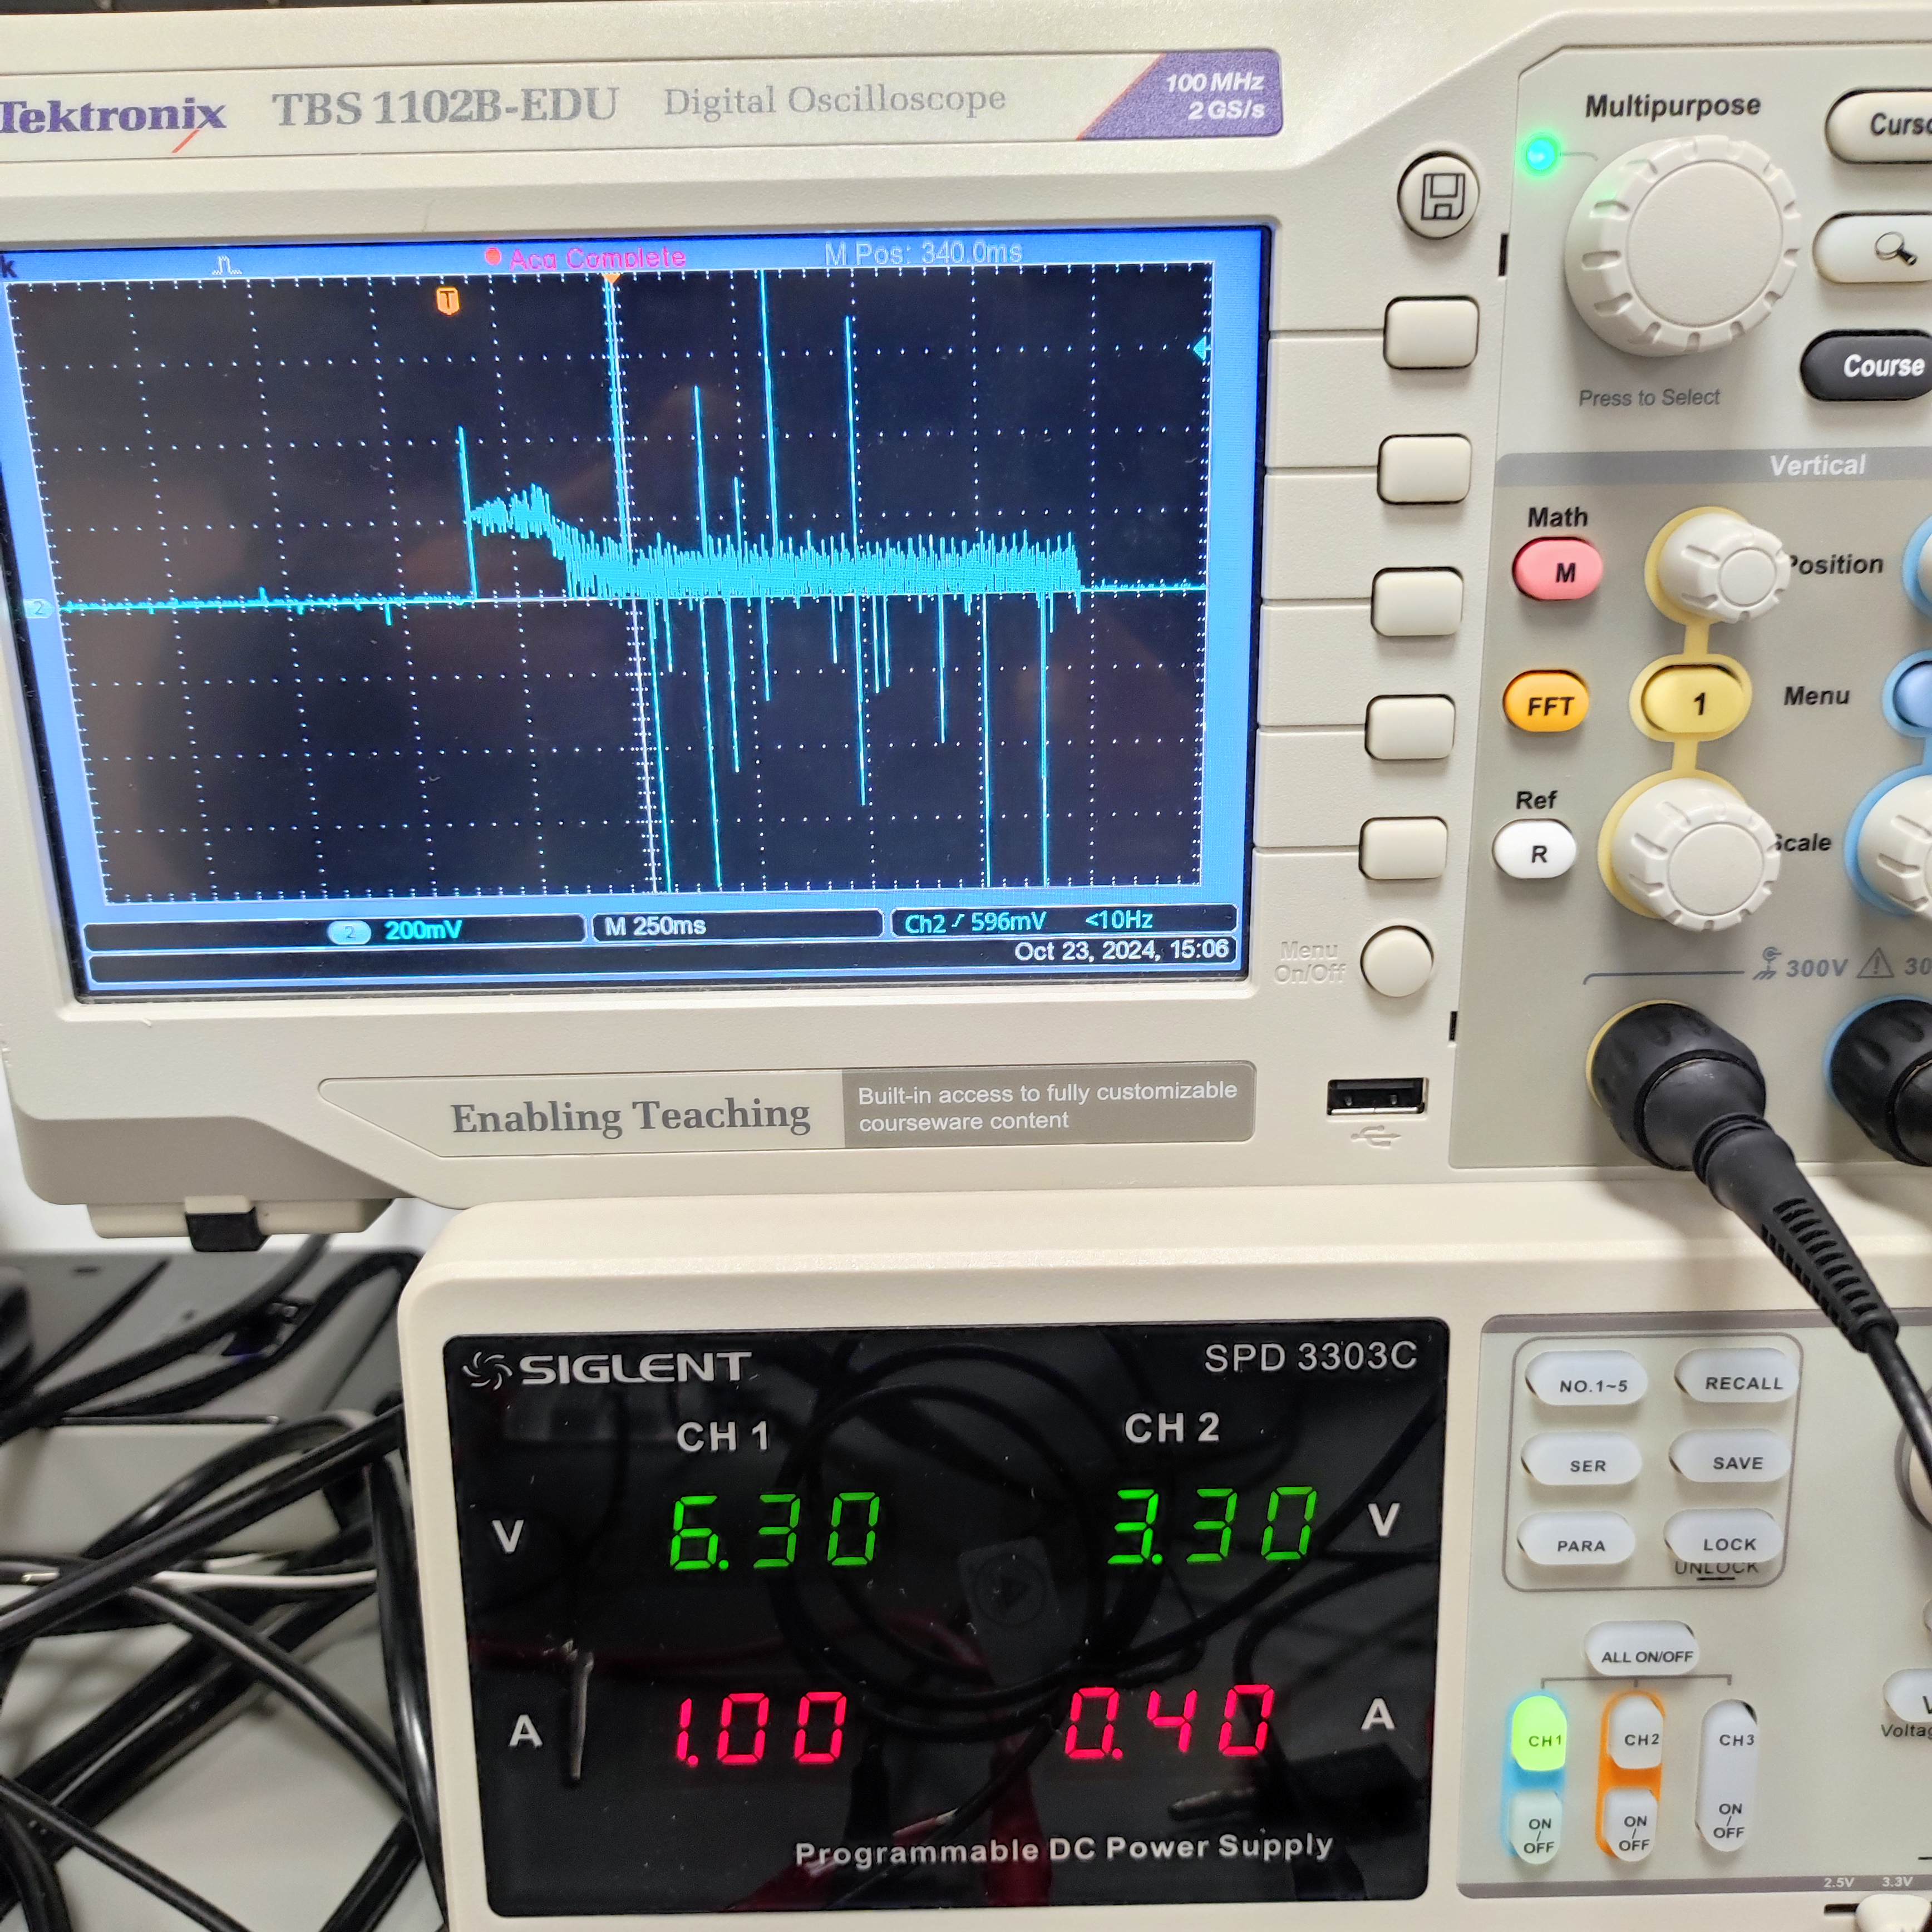 Tektronix TBS 1102B-EDU Digital Oscilloscope
100 MHz
2 GS/s
k
Acq Complete
M Pos: 340.0ms
T
2
2 200mV
M 250ms
Ch2 596mV <10Hz
Oct 23, 2024, 15:06
Menu
On/Off
Enabling Teaching
Built-in access to fully customizable
courseware content
Multipurpose
Curso
Press to Select
Course
Vertical
Math
M
Position
FFT
1
Menu
Ref
R
Scale
300V 30
SIGLENT
SPD 3303C
CH 1
CH 2
V
6.30
3.30
V
A
1.00
0.40
A
Programmable DC Power Supply
NO.1~5
RECALL
SER
SAVE
PARA
LOCK
UNLOCK
ALL ON/OFF
CH1
CH2
CH3
ON
/
OFF
ON
/
OFF
ON
/
OFF
V
Voltag
2.5V
3.3V